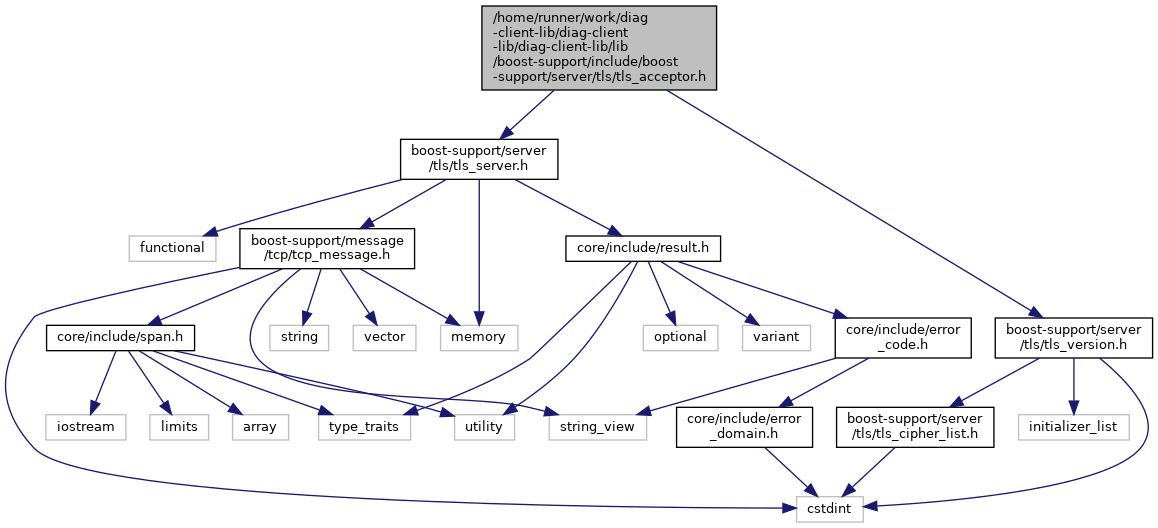 /home/runner/work/diag
-client-lib/diag-client
-lib/diag-client-lib/lib
/boost-support/include/boost
-support/server/tls/tls_acceptor.h
boost-support/server
/tls/tls_server.h
functional
boost-support/message
/tcp/tcp_message.h
core/include/result.h
core/include/span.h
string
vector
memory
optional
variant
core/include/error
_code.h
boost-support/server
/tls/tls_version.h
iostream
limits
array
type_traits
utility
string_view
core/include/error
_domain.h
boost-support/server
/tls/tls_cipher_list.h
initializer_list
cstdint